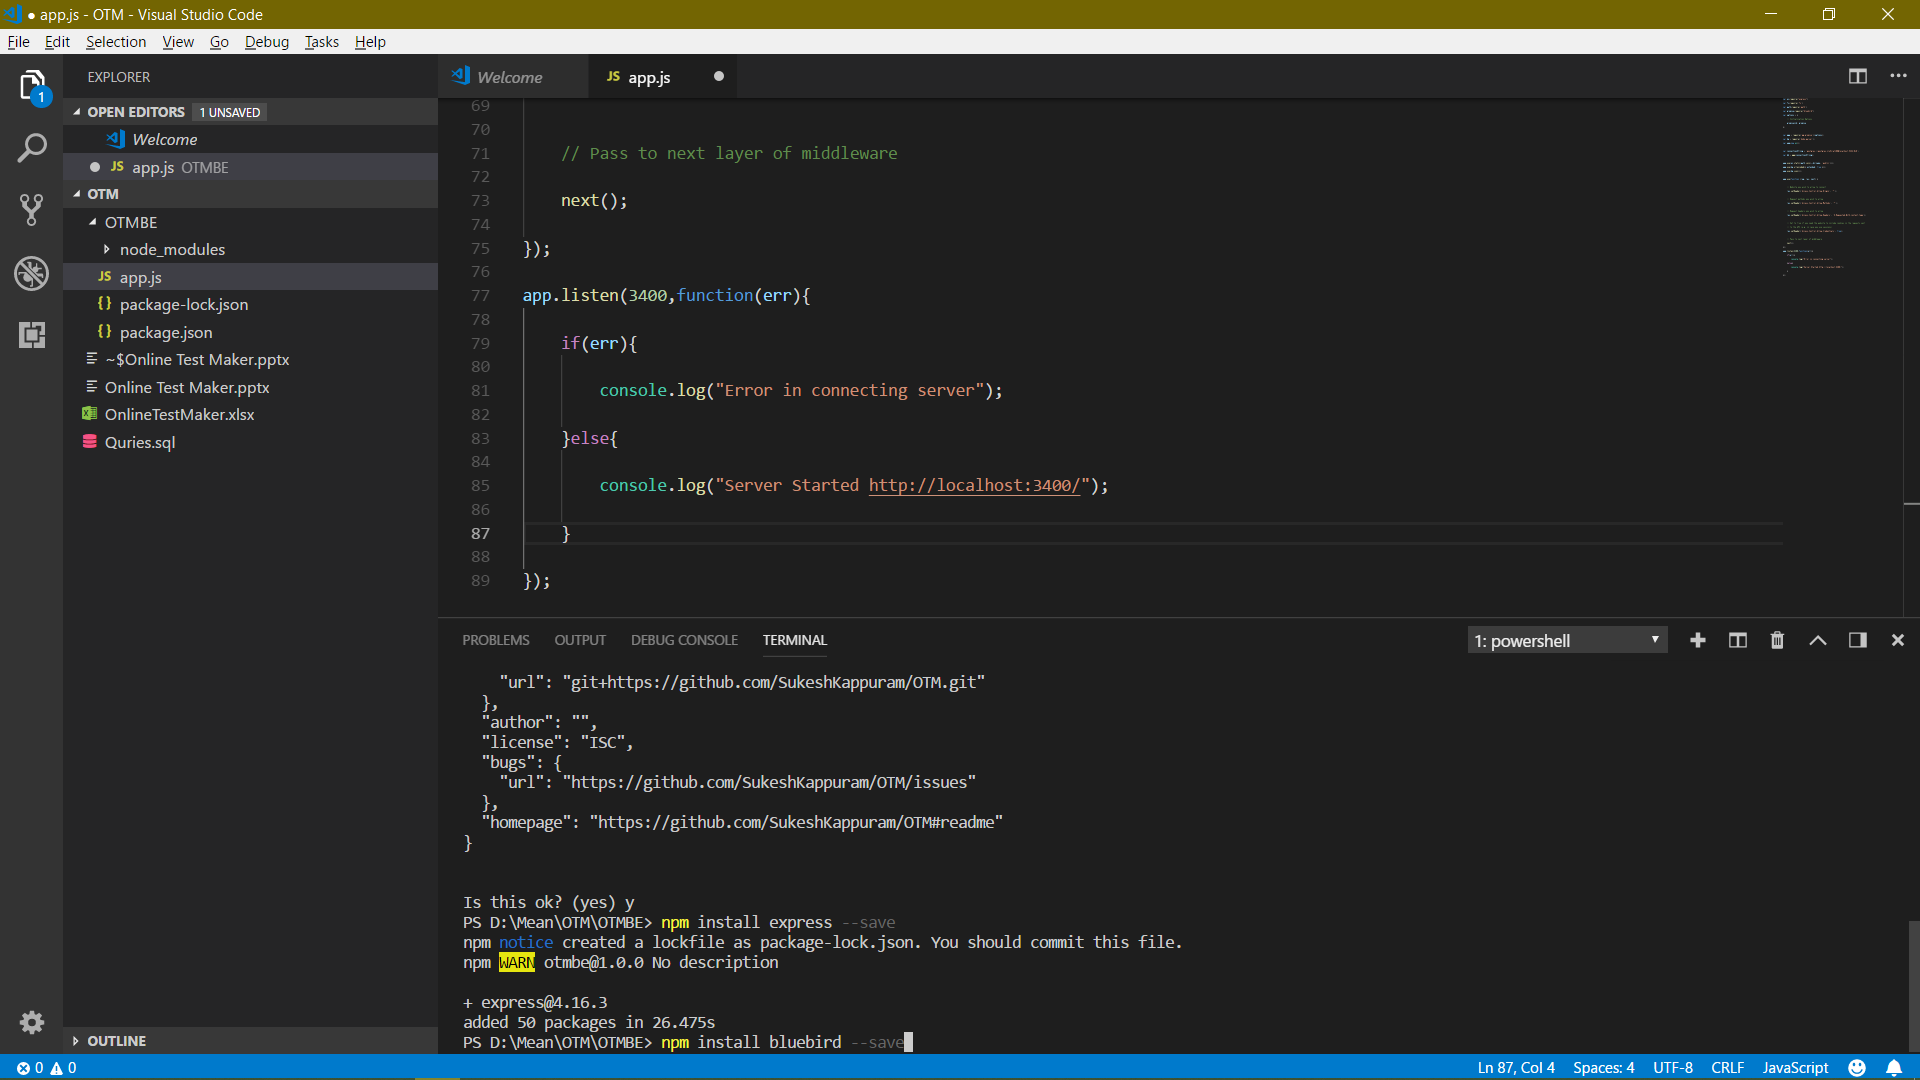 ● app.js - OTM - Visual Studio Code
File Edit Selection View Go Debug Tasks Help
EXPLORER
1
OPEN EDITORS 1 UNSAVED
Welcome
JS app.js OTMBE
OTM
OTMBE
node_modules
JS app.js
{} package-lock.json
{} package.json
~$Online Test Maker.pptx
Online Test Maker.pptx
OnlineTestMaker.xlsx
Quries.sql
OUTLINE
Welcome JS app.js
69
70
71 // Pass to next layer of middleware
72
73 next();
74
75 });
76
77 app.listen(3400,function(err){
78
79 if(err){
80
81 console.log("Error in connecting server");
82
83 }else{
84
85 console.log("Server Started http://localhost:3400/");
86
87 }
88
89 });
PROBLEMS OUTPUT DEBUG CONSOLE TERMINAL 1: powershell
"url": "git+https://github.com/SukeshKappuram/OTM.git"
},
"author": "",
"license": "ISC",
"bugs": {
"url": "https://github.com/SukeshKappuram/OTM/issues"
},
"homepage": "https://github.com/SukeshKappuram/OTM#readme"
}
Is this ok? (yes) y
PS D:\Mean\OTM\OTMBE> npm install express --save
npm notice created a lockfile as package-lock.json. You should commit this file.
npm WARN otmbe@1.0.0 No description
+ express@4.16.3
added 50 packages in 26.475s
PS D:\Mean\OTM\OTMBE> npm install bluebird --save
0 0 Ln 87, Col 4 Spaces: 4 UTF-8 CRLF JavaScript